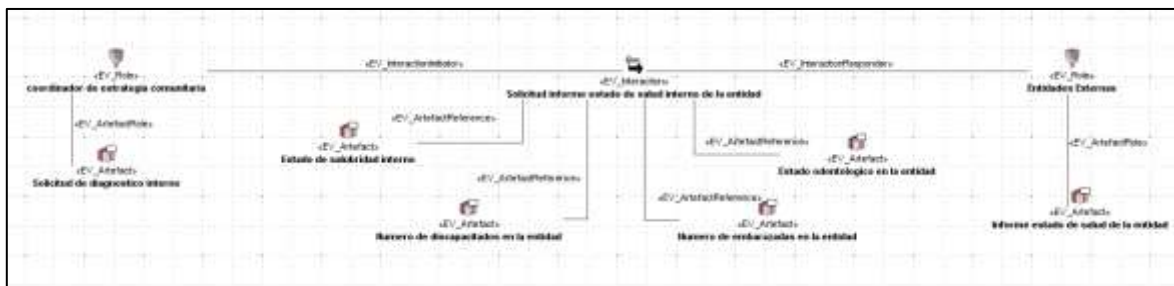 «EV_Role»
coordinador de estrategia comunitaria
«EV_InteractionInitiator»
«EV_Interaction»
Solicitud informe estado de salud interno de la entidad
«EV_InteractionResponder»
«EV_Role»
Entidades Externas
«EV_ArtefactRole»
«EV_Artefact»
Solicitud de diagnostico interno
«EV_ArtefactReference»
«EV_Artefact»
Estado de salubridad interno
«EV_ArtefactReference»
«EV_Artefact»
Estado odontologico en la entidad
«EV_ArtefactRole»
«EV_ArtefactReference»
«EV_Artefact»
Numero de discapacitados en la entidad
«EV_ArtefactReference»
«EV_Artefact»
Numero de embarazadas en la entidad
«EV_Artefact»
Informe estado de salud de la entidad